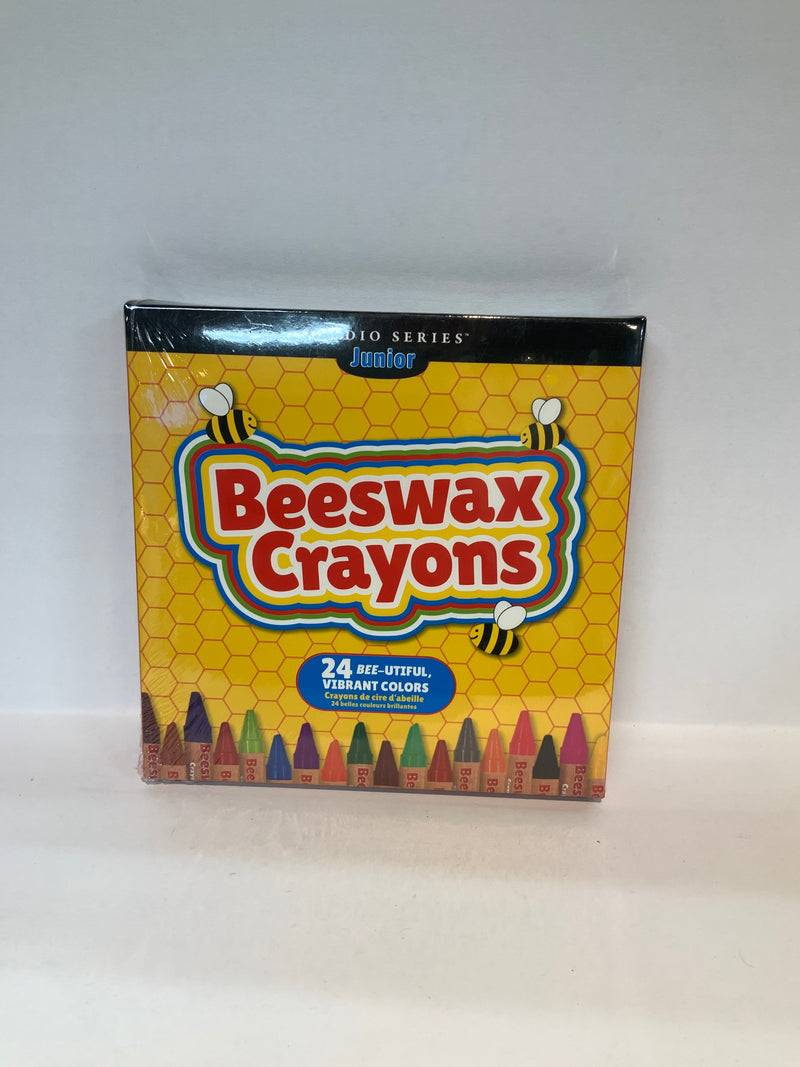 DIO SERIES™
Junior
Beeswax
Crayons
24 BEE-UTIFUL,
VIBRANT COLORS
Crayons de cire d'abeille
24 belles couleurs brillantes